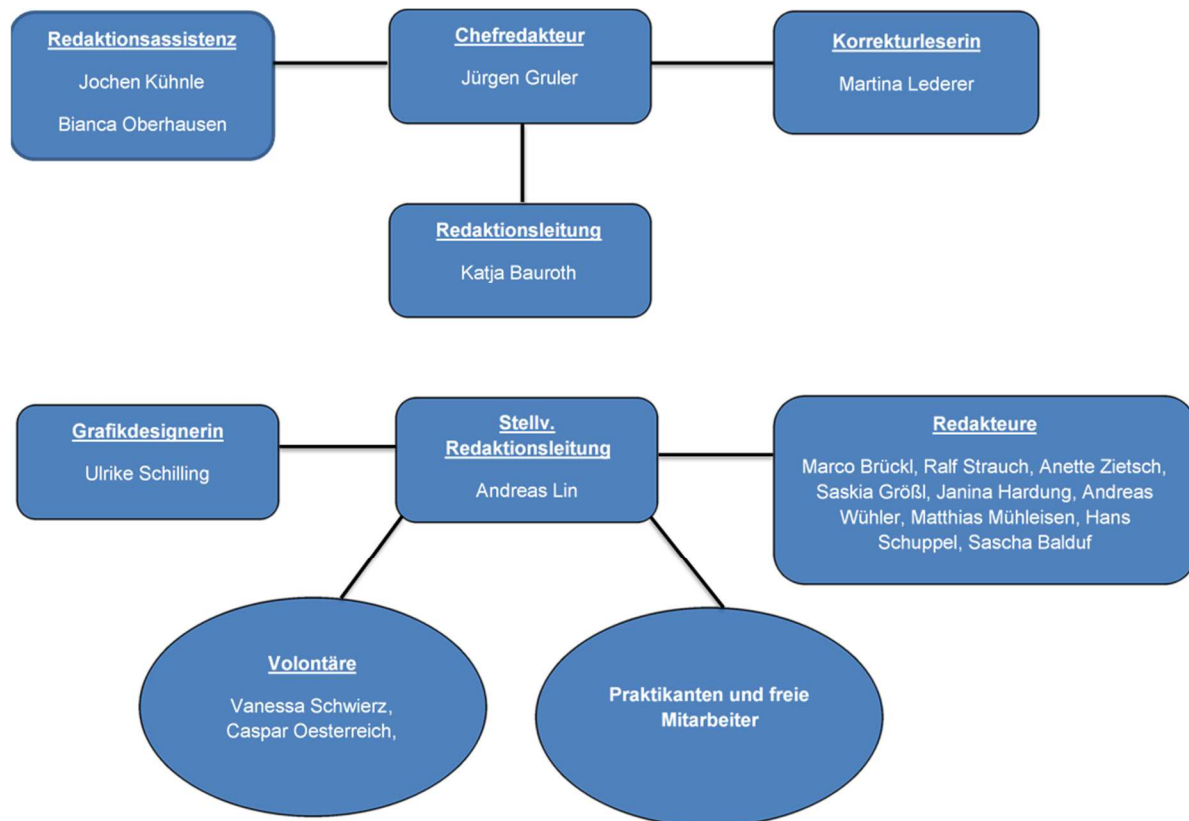 Redaktionsassistenz
Jochen Kühnle
Bianca Oberhausen
Chefredakteur
Jürgen Gruler
Korrekturleserin
Martina Lederer
Redaktionsleitung
Katja Bauroth
Grafikdesignerin
Ulrike Schilling
Stellv.
Redaktionsleitung
Andreas Lin
Redakteure
Marco Brückl, Ralf Strauch, Anette Zietsch,
Saskia Größl, Janina Hardung, Andreas
Wühler, Matthias Mühleisen, Hans
Schuppel, Sascha Balduf
Volontäre
Vanessa Schwierz,
Caspar Oesterreich,
Praktikanten und freie
Mitarbeiter